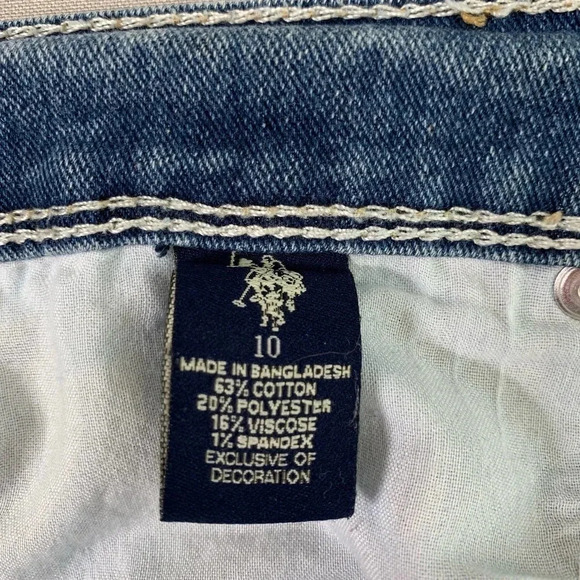 10
MADE IN BANGLADESH
63% COTTON
20% POLYESTER
16% VISCOSE
1% SPANDEX
EXCLUSIVE OF
DECORATION